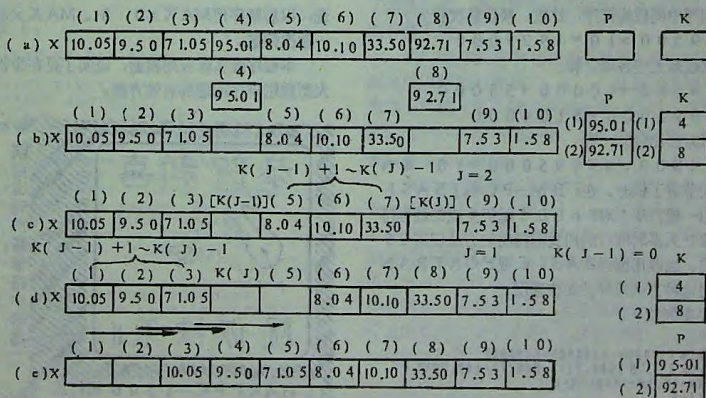 (1) (2) (3) (4) (5) (6) (7) (8) (9) (10) P K
(a) X 10.05 9.50 71.05 95.01 8.04 10.10 33.50 92.71 7.53 1.58
(4) (8)
95.01 92.71
(1) (2) (3) (5) (6) (7) (9) (10) P K
(b) X 10.05 9.50 71.05 8.04 10.10 33.50 7.53 1.58
(1) 95.01 (1) 4
(2) 92.71 (2) 8
K(J-1)+1~K(J)-1 J=2
(1) (2) (3) [K(J-1)] (5) (6) (7) [K(J)] (9) (10)
(c) X 10.05 9.50 71.05 8.04 10.10 33.50 7.53 1.58
K(J-1)+1~K(J)-1 J=1 K(J-1)=0 K
(1) (2) (3) K(J) (5) (6) (7) (8) (9) (10) (1) 4
(d) X 10.05 9.50 71.05 8.04 10.10 33.50 7.53 1.58 (2) 8
P
(1) (2) (3) (4) (5) (6) (7) (8) (9) (10) (1) 95.01
(e) X 10.05 9.50 71.05 8.04 10.10 33.50 7.53 1.58 (2) 92.71